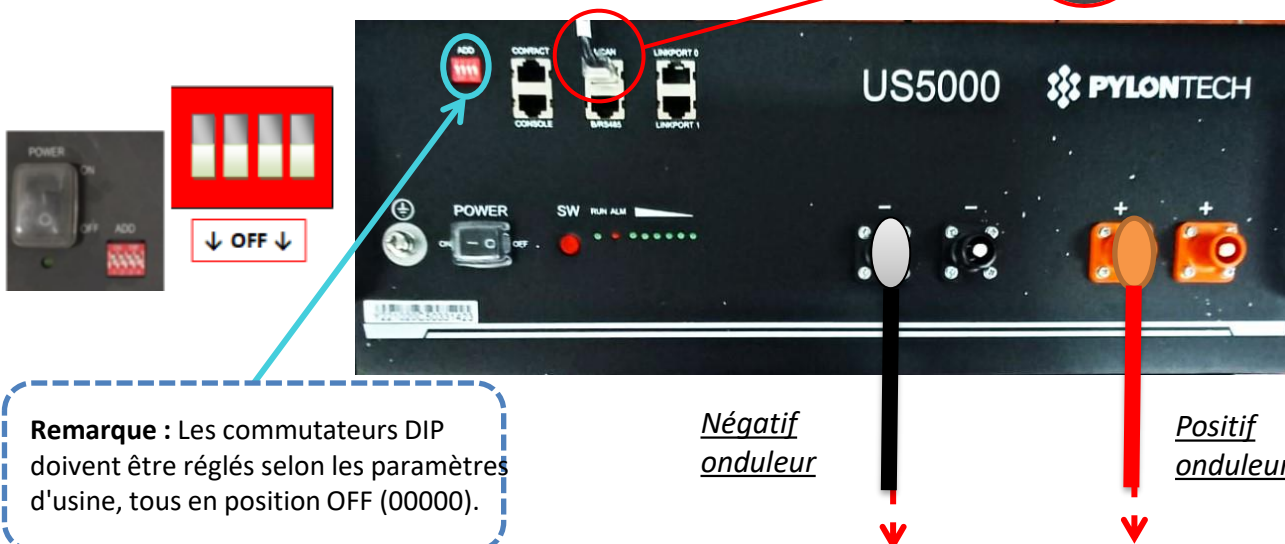 ADD
CONTACT
LINKPORT 0
CONSOLE
B/RS485
LINKPORT 1
US5000
PYLONTECH
POWER
ON
OFF
ADD
↓ OFF ↓
POWER
ON
OFF
SW
RUN
ALM
Remarque : Les commutateurs DIP
doivent être réglés selon les paramètres
d'usine, tous en position OFF (00000).
Négatif
onduleur
Positif
onduleur